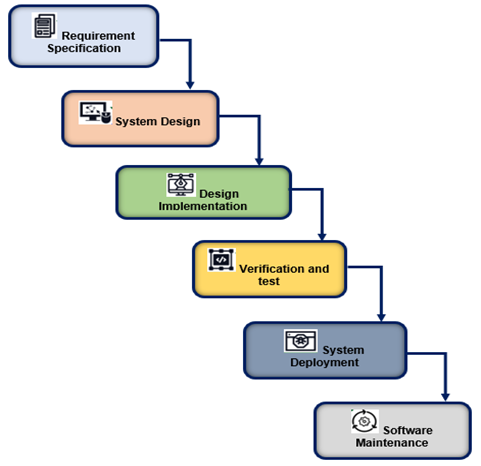 Requirement
Specification
System Design
Design
Implementation
Verification and
test
System
Deployment
Software
Maintenance